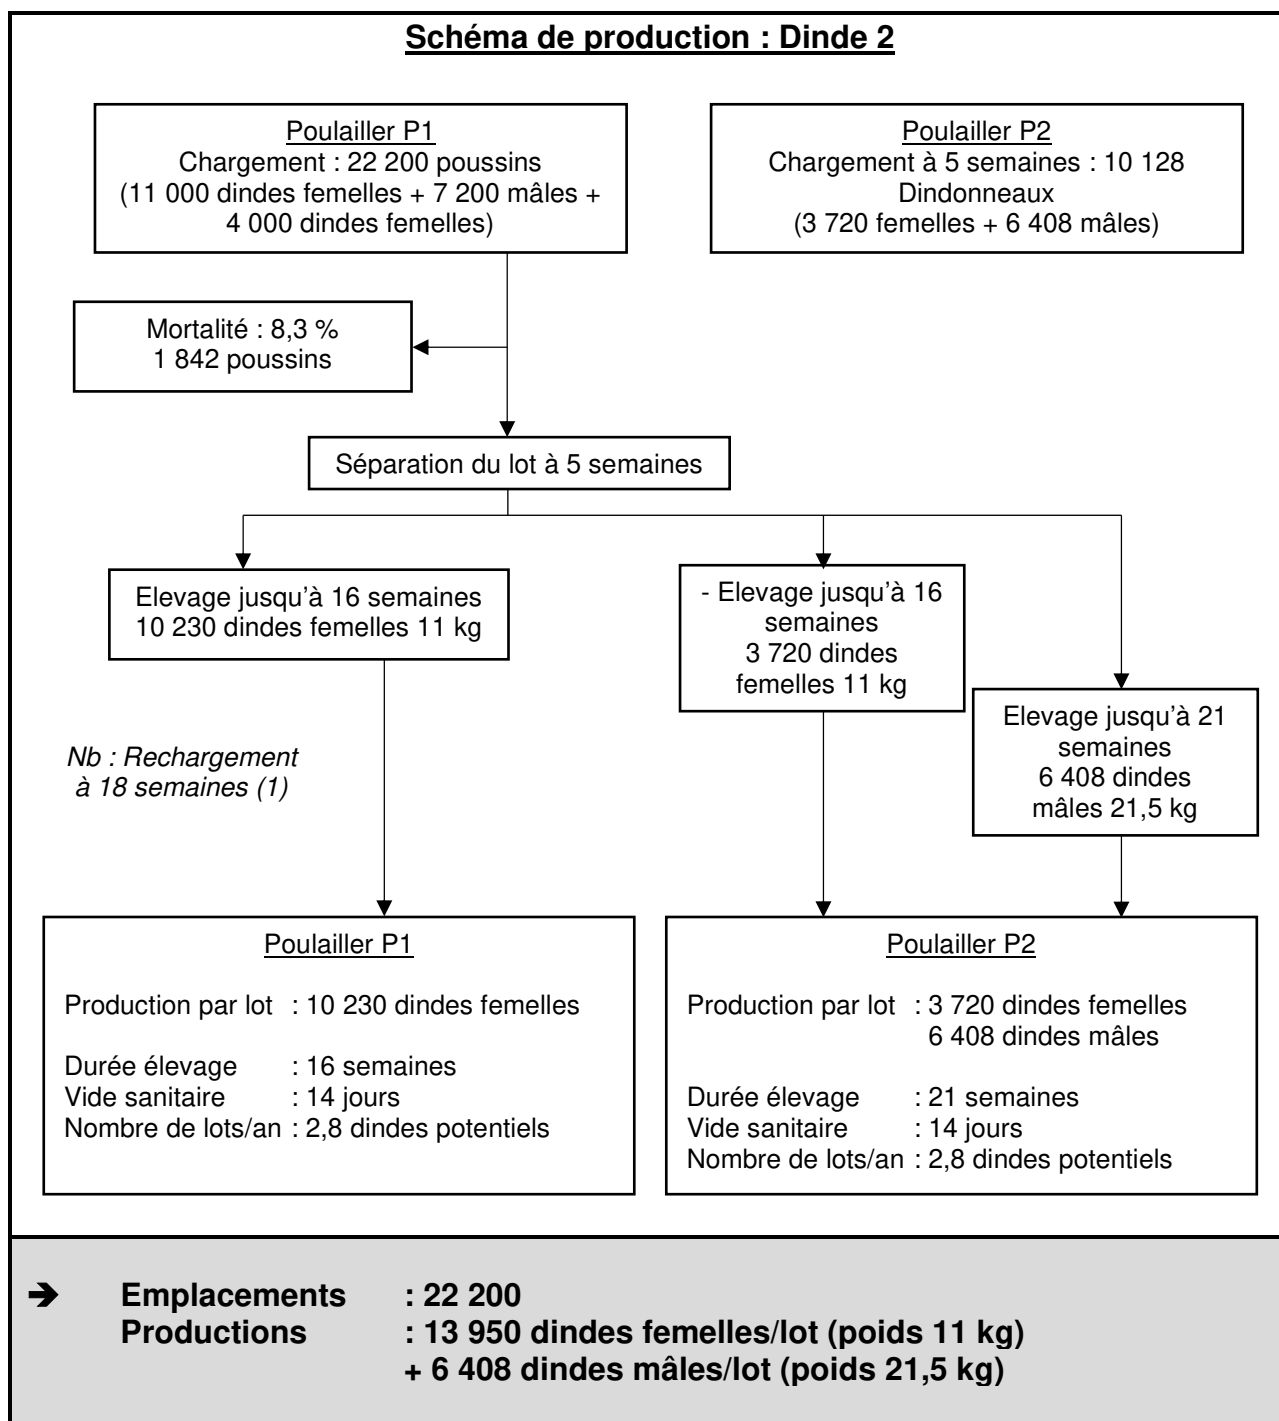 Schéma de production : Dinde 2
Poulailler P1
Chargement : 22 200 poussins
(11 000 dindes femelles + 7 200 mâles +
4 000 dindes femelles)
Poulailler P2
Chargement à 5 semaines : 10 128
Dindonneaux
(3 720 femelles + 6 408 mâles)
Mortalité : 8,3 %
1 842 poussins
Séparation du lot à 5 semaines
Elevage jusqu'à 16 semaines
10 230 dindes femelles 11 kg
- Elevage jusqu'à 16
semaines
3 720 dindes
femelles 11 kg
Elevage jusqu'à 21
semaines
6 408 dindes
mâles 21,5 kg
Nb : Rechargement
à 18 semaines (1)
Poulailler P1
Production par lot : 10 230 dindes femelles
Durée élevage : 16 semaines
Vide sanitaire : 14 jours
Nombre de lots/an : 2,8 dindes potentiels
Poulailler P2
Production par lot : 3 720 dindes femelles
6 408 dindes mâles
Durée élevage : 21 semaines
Vide sanitaire : 14 jours
Nombre de lots/an : 2,8 dindes potentiels
➔ Emplacements : 22 200
Productions : 13 950 dindes femelles/lot (poids 11 kg)
+ 6 408 dindes mâles/lot (poids 21,5 kg)